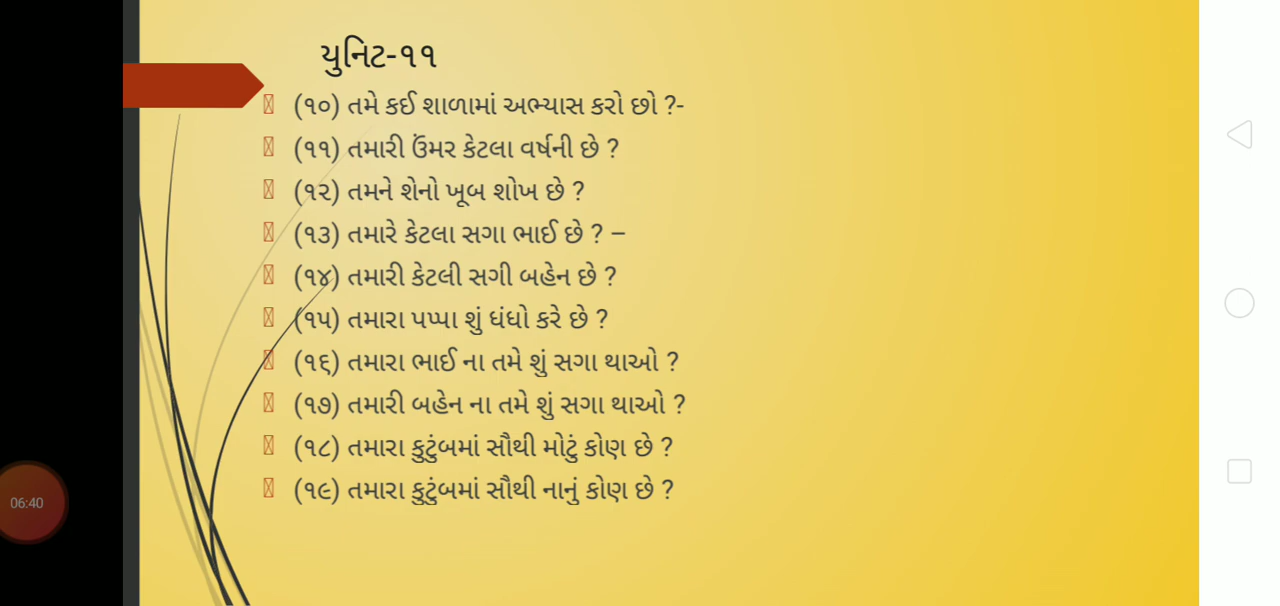 યુનિટ-૧૧
(૧૦) તમે કઈ શાળામાં અભ્યાસ કરો છો ?-
(૧૧) તમારી ઉંમર કેટલા વર્ષની છે ?
(૧૨) તમને શેનો ખૂબ શોખ છે ?
(૧૩) તમારે કેટલા સગા ભાઈ છે ? –
(૧૪) તમારી કેટલી સગી બહેન છે ?
(૧૫) તમારા પપ્પા શું ધંધો કરે છે ?
(૧૬) તમારા ભાઈ ના તમે શું સગા થાઓ ?
(૧૭) તમારી બહેન ના તમે શું સગા થાઓ ?
(૧૮) તમારા કુટુંબમાં સૌથી મોટું કોણ છે ?
(૧૯) તમારા કુટુંબમાં સૌથી નાનું કોણ છે ?
06:40